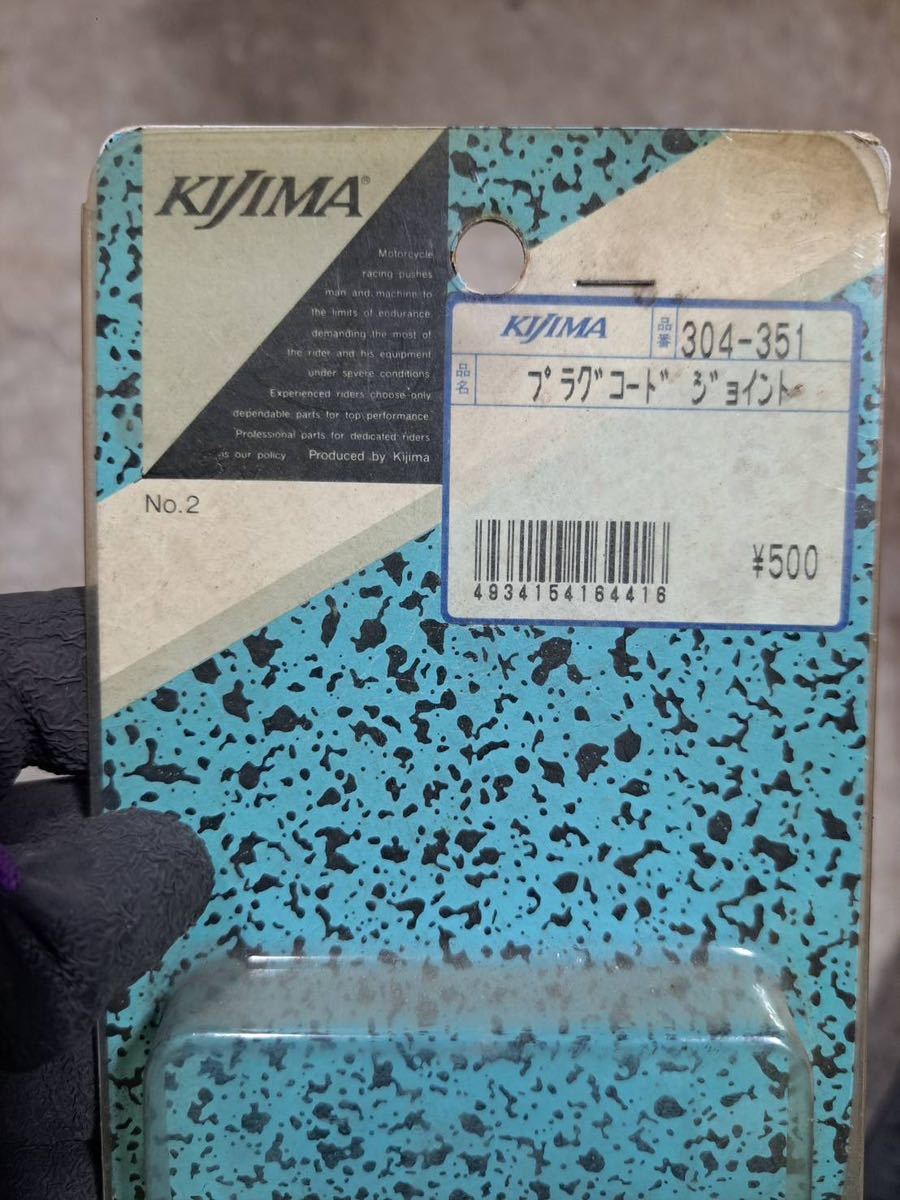 KIJIMA®
Motorcycle
racing pushes
man and machine to
the limits of endurance.
demanding the most of
the rider and his equipment
under severe conditions.
Experienced riders choose only
dependable parts for top performance.
Professional parts for dedicated riders
is our policy Produced by Kijima
No.2
KIJIMA 品番 304-351
品名 プラグコード ジョイント
¥500
4934154164416